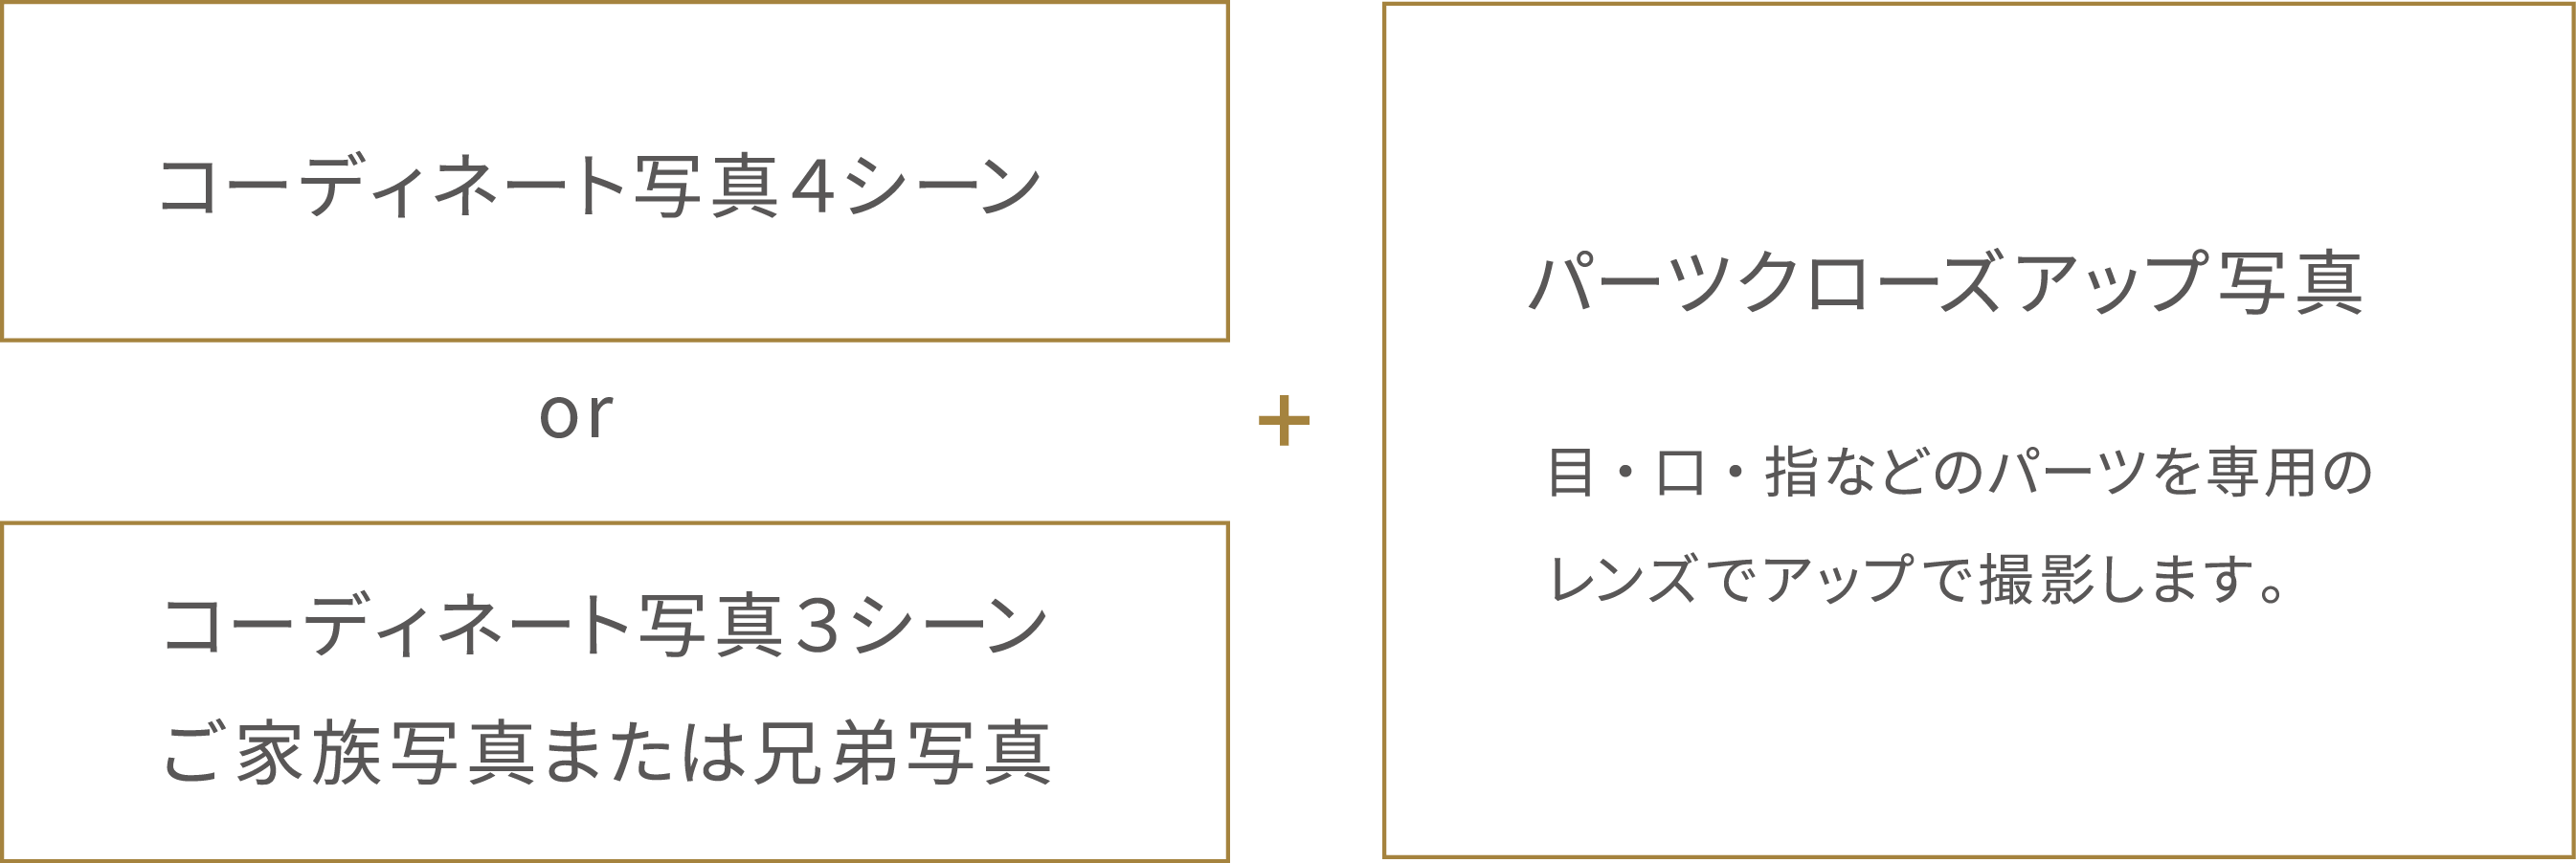 コーディネート写真4シーン
or
コーディネート写真3シーン
ご家族写真または兄弟写真
+
パーツクローズアップ写真
目・口・指などのパーツを専用の
レンズでアップで撮影します。